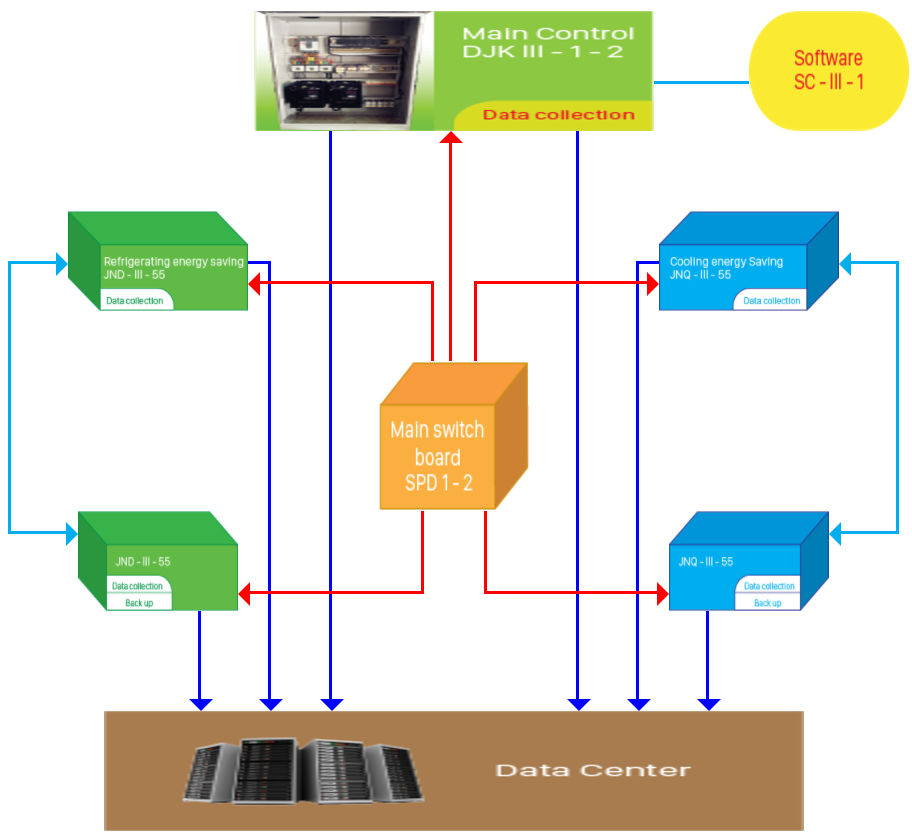 Main Control
DJK III - 1 - 2
Data collection
Software
SC - III - 1
Refrigerating energy saving
JND - III - 55
Data collection
Cooling energy Saving
JNQ - III - 55
Data collection
Main switch
board
SPD 1 - 2
JND - III - 55
Data collection
Back up
JNQ - III - 55
Data collection
Back up
Data Center